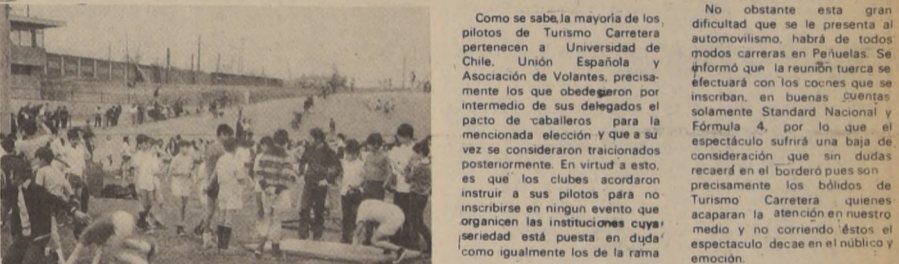 Como se sabe, la mayoría de los
pilotos de Turismo Carretera
pertenecen a Universidad de
Chile, Unión Española y
Asociación de Volantes, precisa-
mente los que obedecieron por
intermedio de sus delegados el
pacto de caballeros para la
mencionada elección y que a su
vez se consideraron traicionados
posteriormente. En virtud a esto,
es que los clubes acordaron
instruir a sus pilotos para no
inscribirse en ningun evento que
organicen las instituciones cuya
seriedad está puesta en duda
como igualmente los de la rama
No obstante esta gran
dificultad que se le presenta al
automovilismo, habrá de todos
modos carreras en Peñuelas. Se
informó que la reunión tuerca se
efectuará con los coches que se
inscriban, en buenas cuentas
solamente Standard Nacional y
Fórmula 4, por lo que el
espectáculo sufrirá una baja de
consideración que sin dudas
recaerá en el borderó pues son
precisamente los bólidos de
Turismo Carretera quienes
acaparan la atención en nuestro
medio y no corriendo éstos el
espectaculo decae en el público y
emoción.